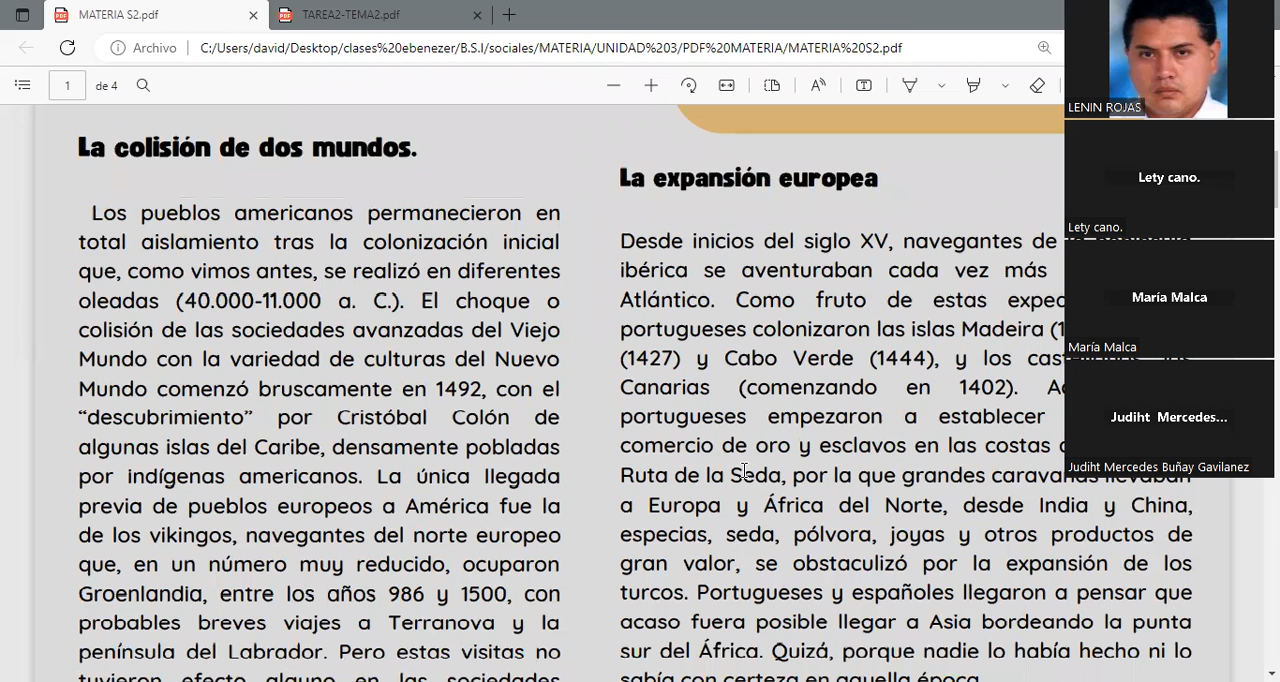 MATERIA S2.pdf
TAREA2-TEMA2.pdf
Archivo
C:/Users/david/Desktop/clases%20ebenezer/B.S.I/sociales/MATERIA/UNIDAD%203/PDF%20MATERIA/MATERIA%20S2.pdf
1 de 4
La colisión de dos mundos.
Los pueblos americanos permanecieron en
total aislamiento tras la colonización inicial
que, como vimos antes, se realizó en diferentes
oleadas (40.000-11.000 a. C.). El choque o
colisión de las sociedades avanzadas del Viejo
Mundo con la variedad de culturas del Nuevo
Mundo comenzó bruscamente en 1492, con el
“descubrimiento” por Cristóbal Colón de
algunas islas del Caribe, densamente pobladas
por indígenas americanos. La única llegada
previa de pueblos europeos a América fue la
de los vikingos, navegantes del norte europeo
que, en un número muy reducido, ocuparon
Groenlandia, entre los años 986 y 1500, con
probables breves viajes a Terranova y la
península del Labrador. Pero estas visitas no
tuvieron efecto alguno en las sociedades
La expansión europea
Desde inicios del siglo XV, navegantes de
ibérica se aventuraban cada vez más
Atlántico. Como fruto de estas
portugueses colonizaron las islas Madeira
(1427) y Cabo Verde (1444), y los
Canarias (comenzando en 1402).
portugueses empezaron a establecer
comercio de oro y esclavos en las costas
Ruta de la Seda, por la que grandes caravanas llevaban
a Europa y África del Norte, desde India y China,
especias, seda, pólvora, joyas y otros productos de
gran valor, se obstaculizó por la expansión de los
turcos. Portugueses y españoles llegaron a pensar que
acaso fuera posible llegar a Asia bordeando la punta
sur del África. Quizá, porque nadie lo había hecho ni lo
sabía con certeza en aquella época
LENIN ROJAS
Lety cano.
Lety cano.
María Malca
María Malca
Judiht Mercedes...
Judiht Mercedes Buñay Gavilanez